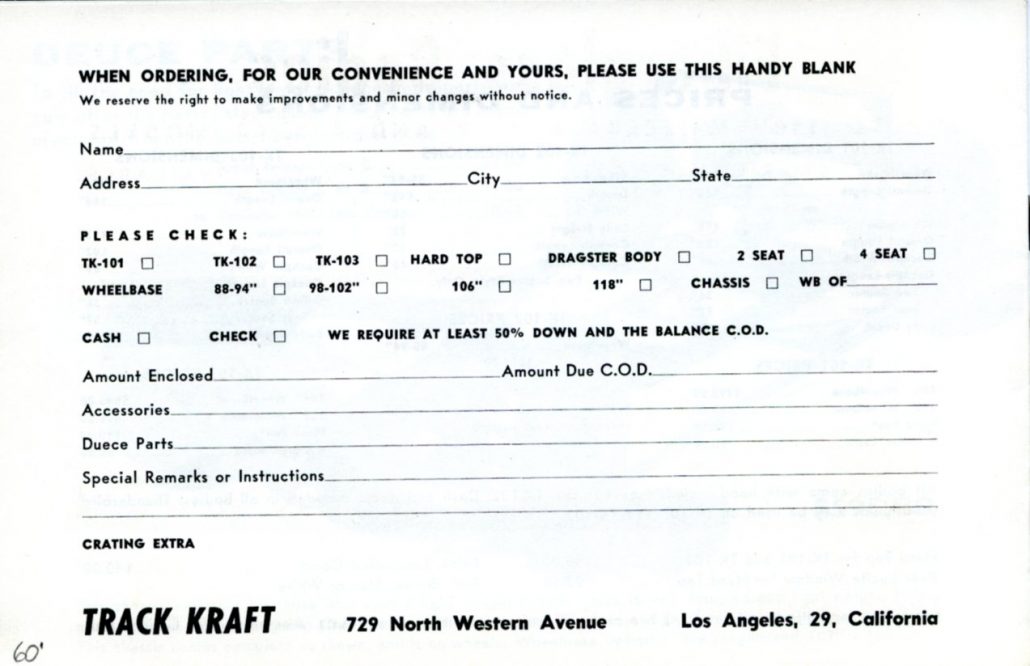 WHEN ORDERING, FOR OUR CONVENIENCE AND YOURS, PLEASE USE THIS HANDY BLANK
We reserve the right to make improvements and minor changes without notice.
Name
Address City State
PLEASE CHECK:
TK-101 □ TK-102 □ TK-103 □ HARD TOP □ DRAGSTER BODY □ 2 SEAT □ 4 SEAT □
WHEELBASE 88-94" □ 98-102" □ 106" □ 118" □ CHASSIS □ WB OF
CASH □ CHECK □ WE REQUIRE AT LEAST 50% DOWN AND THE BALANCE C.O.D.
Amount Enclosed Amount Due C.O.D.
Accessories
Duece Parts
Special Remarks or Instructions
CRATING EXTRA
TRACK KRAFT 729 North Western Avenue Los Angeles, 29, California
60'